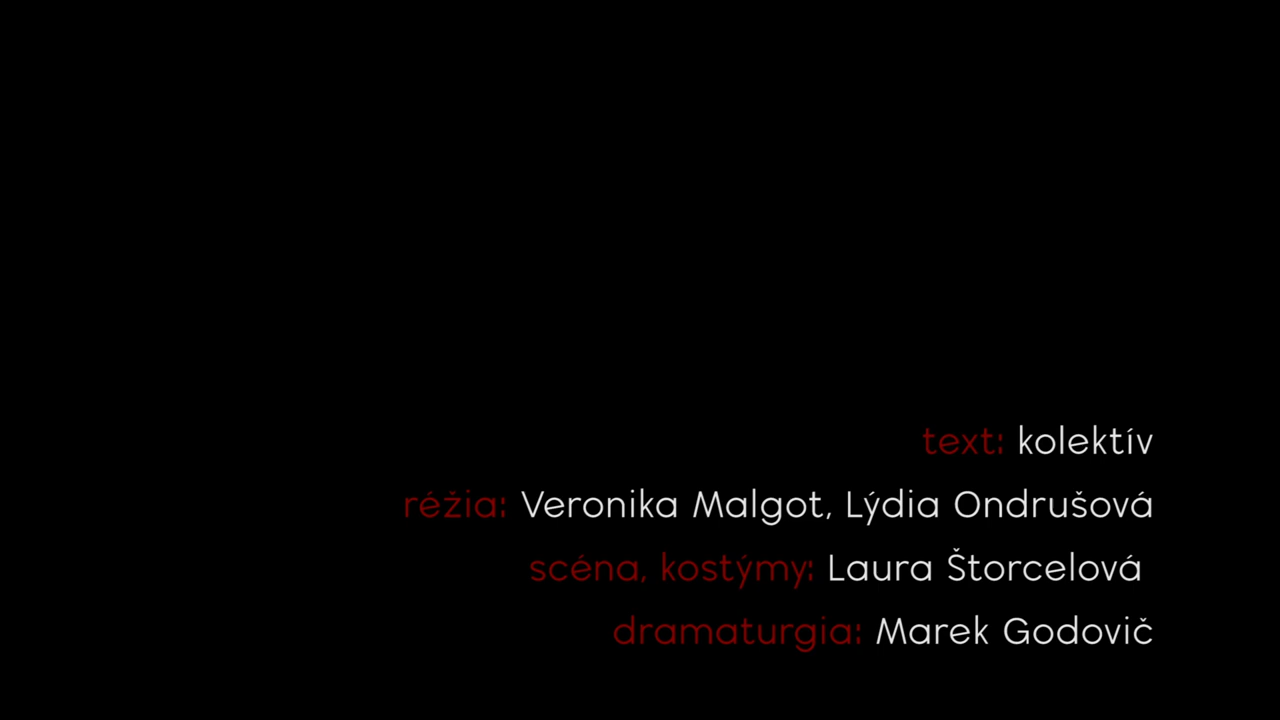 text: kolektív
réžia: Veronika Malgot, Lýdia Ondrušová
scéna, kostýmy: Laura Štorcelová
dramaturgia: Marek Godovič